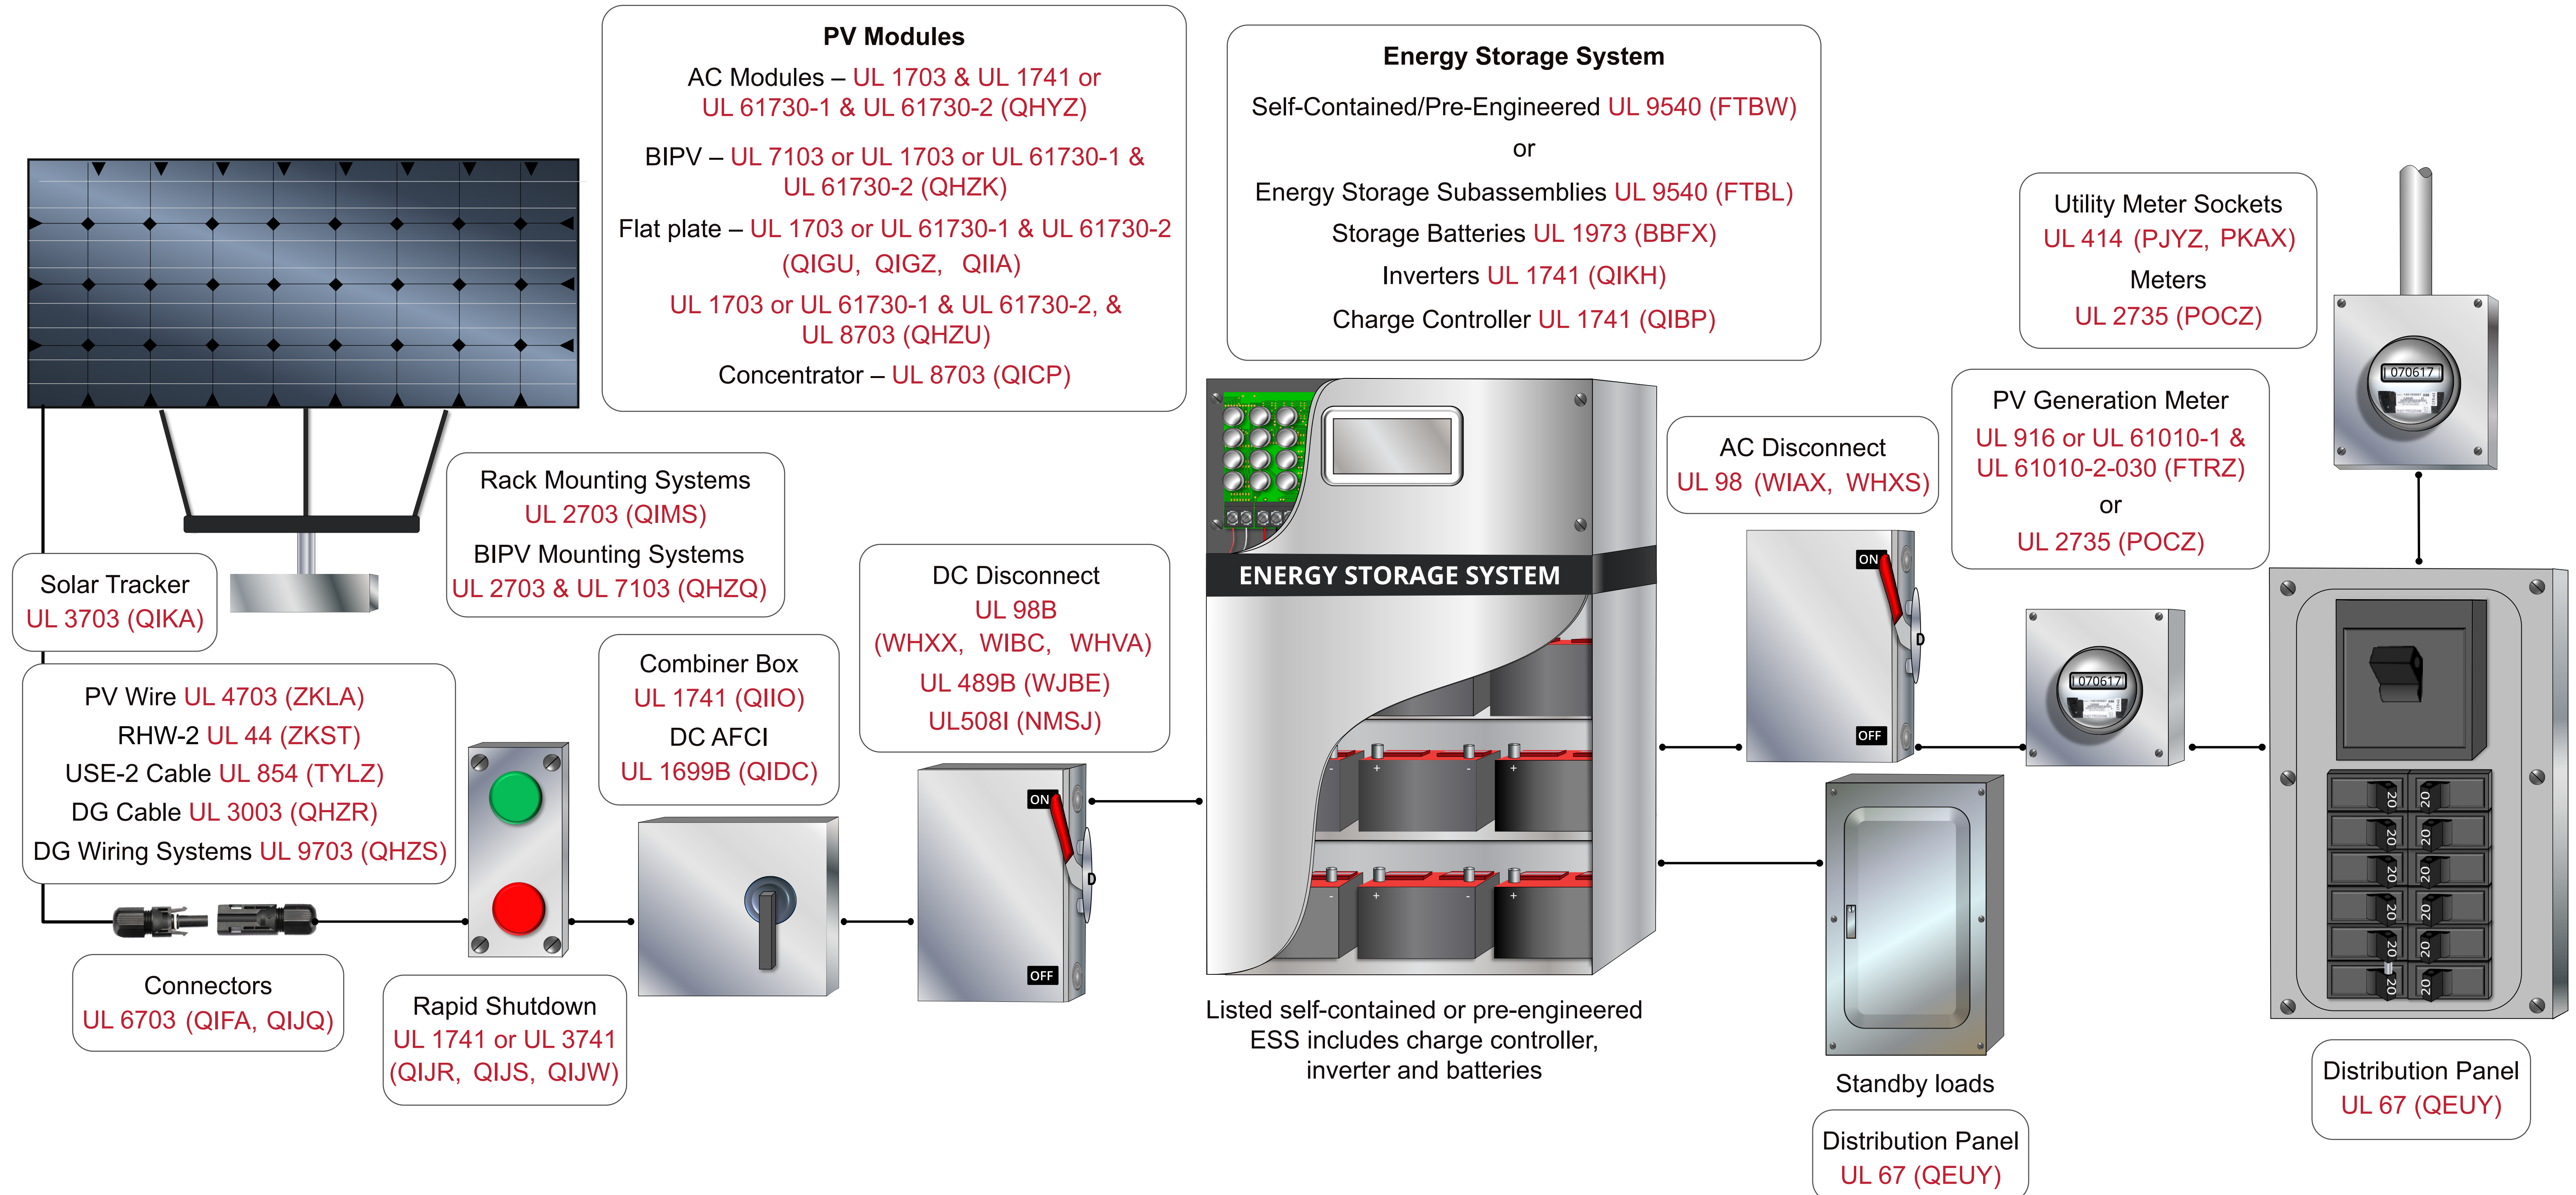 PV Modules
AC Modules – UL 1703 & UL 1741 or
UL 61730-1 & UL 61730-2 (QHYZ)
BIPV – UL 7103 or UL 1703 or UL 61730-1 &
UL 61730-2 (QHZK)
Flat plate – UL 1703 or UL 61730-1 & UL 61730-2
(QIGU, QIGZ, QIIA)
UL 1703 or UL 61730-1 & UL 61730-2, &
UL 8703 (QHZU)
Concentrator – UL 8703 (QICP)
Energy Storage System
Self-Contained/Pre-Engineered UL 9540 (FTBW)
or
Energy Storage Subassemblies UL 9540 (FTBL)
Storage Batteries UL 1973 (BBFX)
Inverters UL 1741 (QIKH)
Charge Controller UL 1741 (QIBP)
Utility Meter Sockets
UL 414 (PJYZ, PKAX)
Meters
UL 2735 (POCZ)
070617
PV Generation Meter
UL 916 or UL 61010-1 &
UL 61010-2-030 (FTRZ)
or
UL 2735 (POCZ)
AC Disconnect
UL 98 (WIAX, WHXS)
Rack Mounting Systems
UL 2703 (QIMS)
BIPV Mounting Systems
UL 2703 & UL 7103 (QHZQ)
Solar Tracker
UL 3703 (QIKA)
DC Disconnect
UL 98B
(WHXX, WIBC, WHVA)
UL 489B (WJBE)
UL508I (NMSJ)
ENERGY STORAGE SYSTEM
ON
D
OFF
Combiner Box
UL 1741 (QIIO)
DC AFCI
UL 1699B (QIDC)
PV Wire UL 4703 (ZKLA)
RHW-2 UL 44 (ZKST)
USE-2 Cable UL 854 (TYLZ)
DG Cable UL 3003 (QHZR)
DG Wiring Systems UL 9703 (QHZS)
070617
ON
D
OFF
- + - +
- + - +
20 20
20 20
20 20
20 20
20 20
20 20
Connectors
UL 6703 (QIFA, QIJQ)
Rapid Shutdown
UL 1741 or UL 3741
(QIJR, QIJS, QIJW)
Listed self-contained or pre-engineered
ESS includes charge controller,
inverter and batteries
Standby loads
Distribution Panel
UL 67 (QEUY)
Distribution Panel
UL 67 (QEUY)